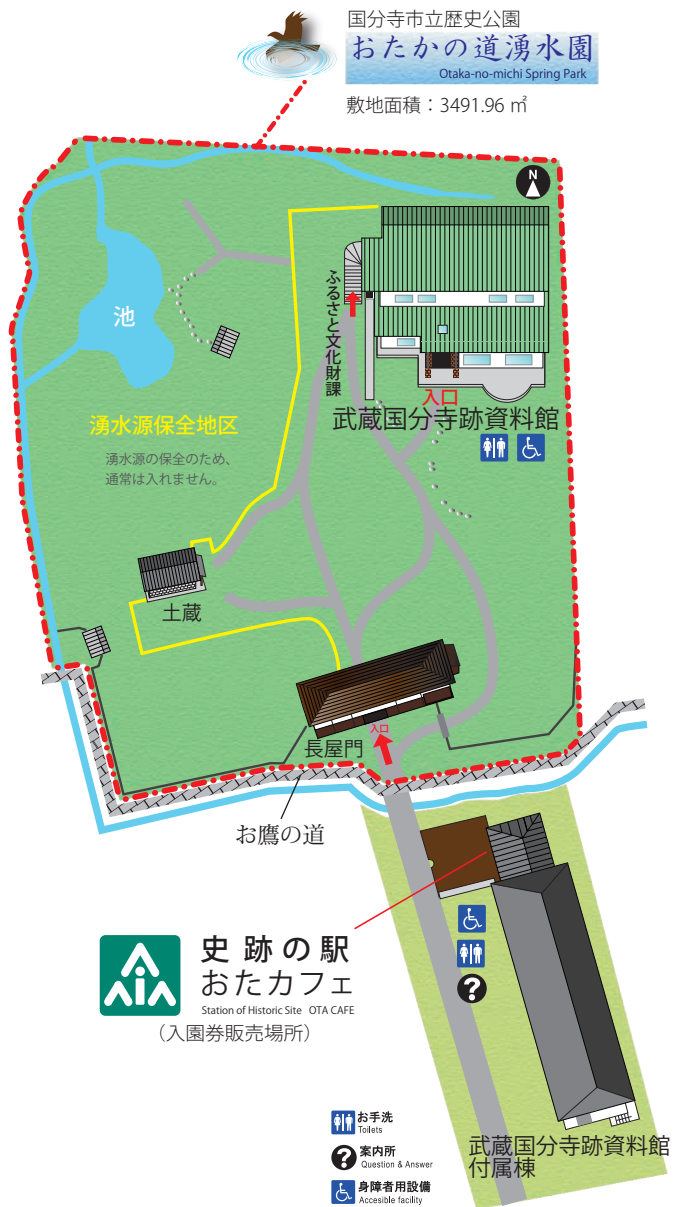 国分寺市立歴史公園
おたかの道湧水園
Otaka-no-michi Spring Park
敷地面積：3491.96 ㎡
N
池
ふるさと文化財課
入口
武蔵国分寺跡資料館
湧水源保全地区
湧水源の保全のため、
通常は入れません。
土蔵
入口
長屋門
お鷹の道
史跡の駅
おたカフェ
Station of Historic Site OTA CAFE
（入園券販売場所）
?
お手洗
Toilets
?
案内所
Question & Answer
身障者用設備
Accesible facility
武蔵国分寺跡資料館
付属棟